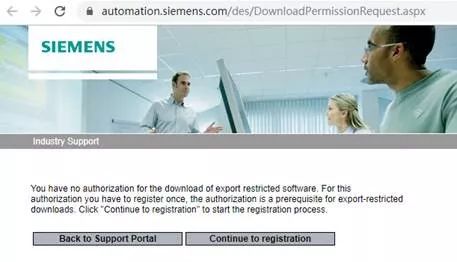 automation.siemens.com/des/DownloadPermissionRequest.aspx
SIEMENS
Industry Support
You have no authorization for the download of export restricted software. For this
authorization you have to register once, the authorization is a prerequisite for export-restricted
downloads. Click "Continue to registration" to start the registration process.
Back to Support Portal Continue to registration